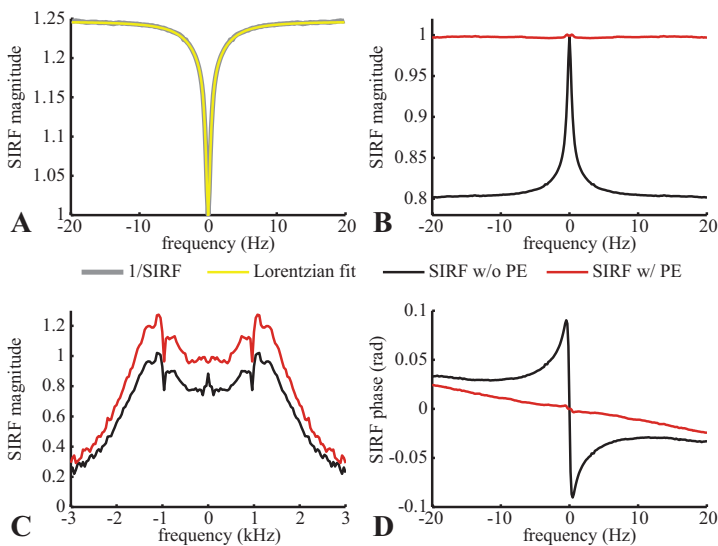 1.25
1.2
1.15
1.1
1.05
1
-20
-10
0
10
20
SIRF magnitude
frequency (Hz)
A
1
0.95
0.9
0.85
0.8
-20
-10
0
10
20
SIRF magnitude
frequency (Hz)
B
1/SIRF
Lorentzian fit
SIRF w/o PE
SIRF w/ PE
1.2
1
0.8
0.6
0.4
0.2
0
-3
-2
-1
0
1
2
3
SIRF magnitude
frequency (kHz)
C
0.1
0.05
0
-0.05
-0.1
-20
-10
0
10
20
SIRF phase (rad)
frequency (Hz)
D